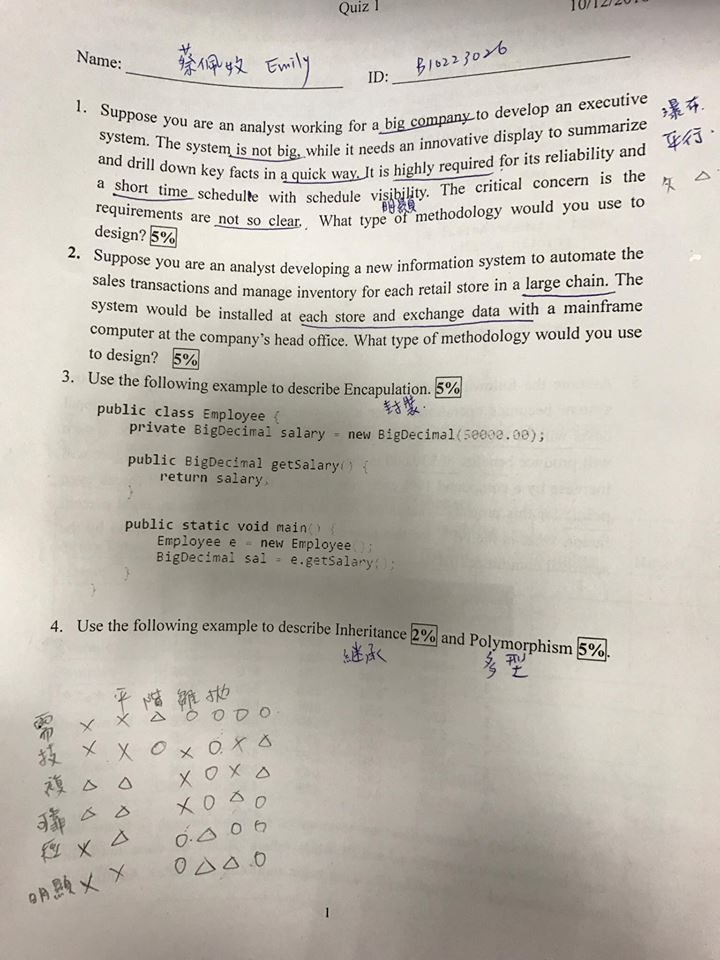 Quiz 1
Name: 蔡佩妏 Emily ID: B10223026
1. Suppose you are an analyst working for a big company to develop an executive
system. The system is not big, while it needs an innovative display to summarize
and drill down key facts in a quick way. It is highly required for its reliability and
a short time schedule with schedule visibility. The critical concern is the
requirements are not so clear. What type of methodology would you use to
design? 5%
瀑布.
平行.
明顯
2. Suppose you are an analyst developing a new information system to automate the
sales transactions and manage inventory for each retail store in a large chain. The
system would be installed at each store and exchange data with a mainframe
computer at the company's head office. What type of methodology would you use
to design? 5%
3. Use the following example to describe Encapsulation. 5%
封裝.
public class Employee {
private BigDecimal salary = new BigDecimal(50000.00);
public BigDecimal getSalary() {
return salary;
}
public static void main() {
Employee e = new Employee();
BigDecimal sal = e.getSalary();
}
}
4. Use the following example to describe Inheritance 2% and Polymorphism 5%.
繼承 多型
平 階 雛 拋
需 X X △ O O O O
技 X X O X O X △
複 △ △ X O X △
可靠 △ △ X O △ O
短 X △ O △ O O
明顯 X X O △ △ O
1